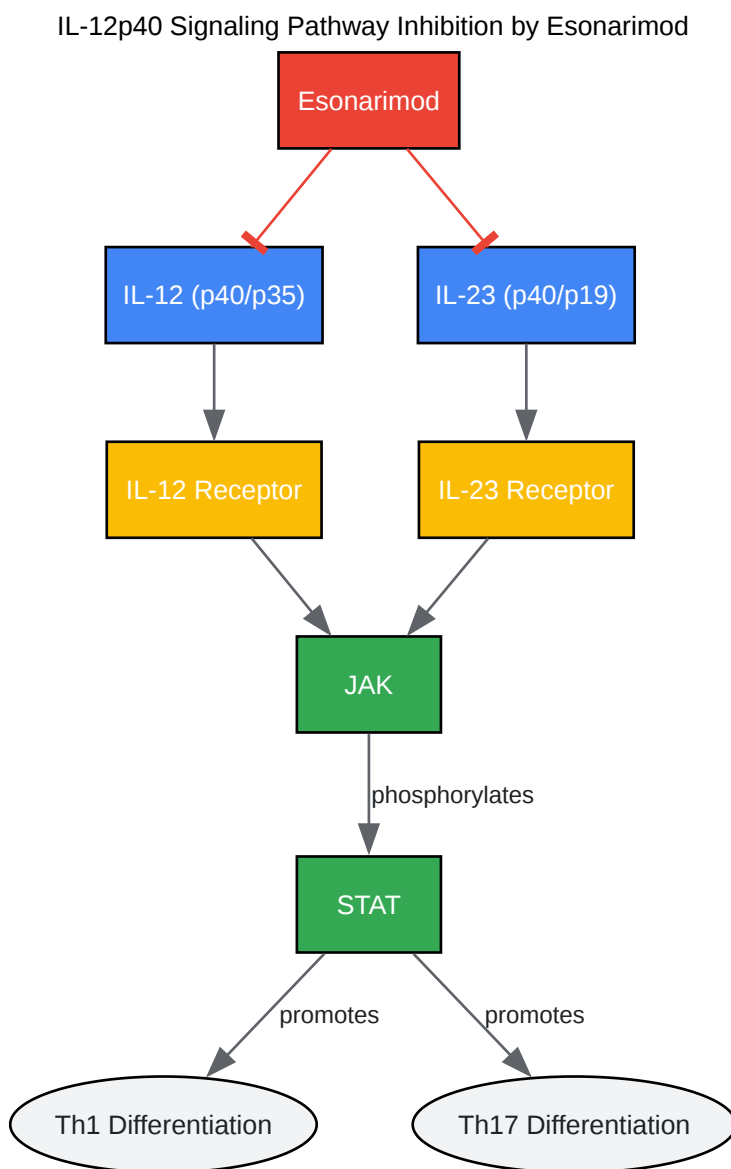 IL-12p40 Signaling Pathway Inhibition by Esonarimod
Esonarimod
IL-12 (p40/p35)
IL-23 (p40/p19)
IL-12 Receptor
IL-23 Receptor
JAK
phosphorylates
STAT
promotes
promotes
Th1 Differentiation
Th17 Differentiation